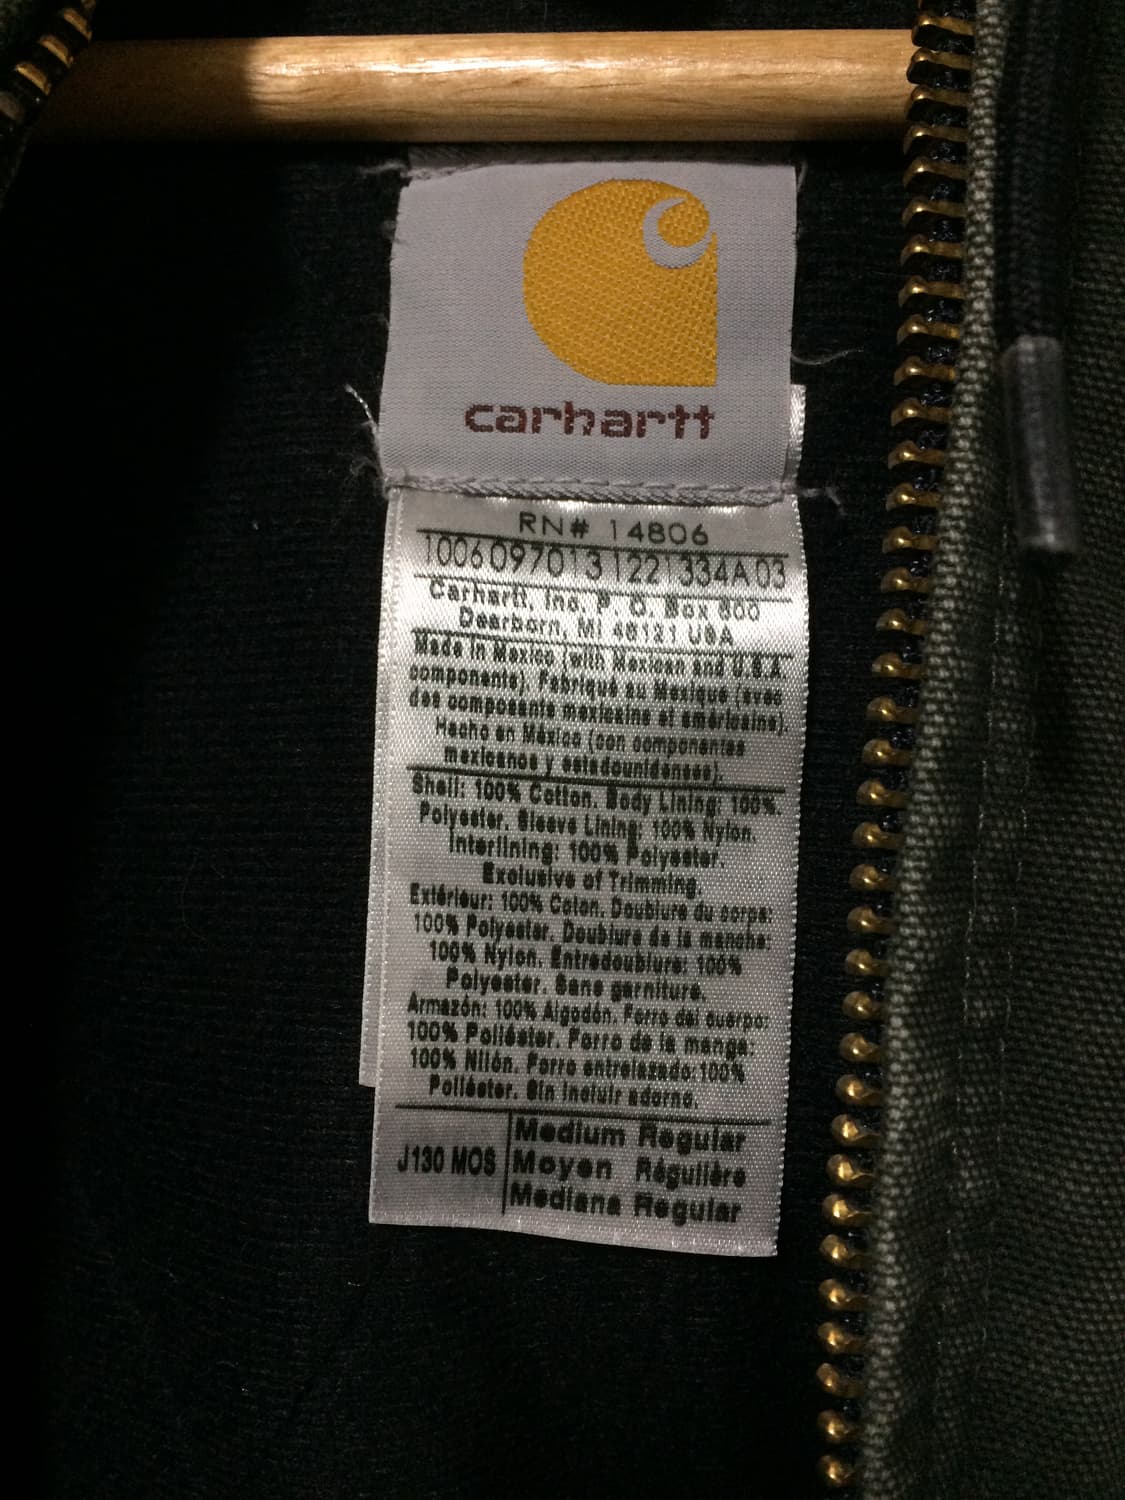 carhartt
RN# 14806
1006097013 1221334A03
Carhartt, Inc. P. O. Box 600
Dearborn, MI 48121 USA
Made in Mexico (with Mexican and U.S.A.
components). Fabriqué au Mexique (avec
des composants mexicains et américains).
Hecho en México (con componentes
mexicanos y estadounidenses).
Shell: 100% Cotton. Body Lining: 100%.
Polyester. Sleeve Lining: 100% Nylon.
Interlining: 100% Polyester.
Exclusive of Trimming.
Extérieur: 100% Coton. Doublure du corps:
100% Polyester. Doublure de la manche:
100% Nylon. Entredoublure: 100%
Polyester. Sans garniture.
Armazón: 100% Algodón. Forro del cuerpo:
100% Poliéster. Forro de la manga:
100% Nilón. Forro entrelazado:100%
Poliéster. Sin incluir adorno.
J130 MOS
Medium Regular
Moyen Régulière
Mediana Regular